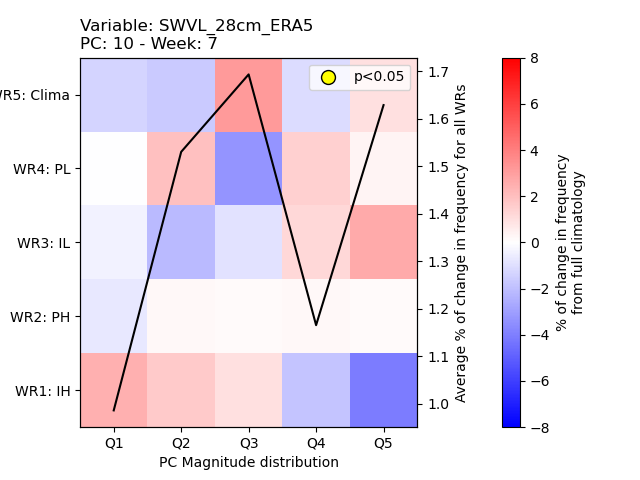 Variable: SWVL_28cm_ERA5
PC: 10 - Week: 7
p<0.05
WR5: Clima
WR4: PL
WR3: IL
WR2: PH
WR1: IH
Q1 Q2 Q3 Q4 Q5
PC Magnitude distribution
1.7
1.6
1.5
1.4
1.3
1.2
1.1
1.0
Average % of change in frequency for all WRs
8
6
4
2
0
−2
−4
−6
−8
% of change in frequency
from full climatology